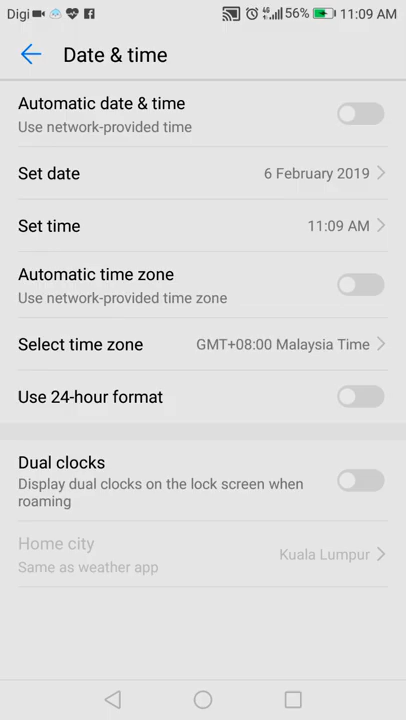 Digi 4G 56% 11:09 AM
Date & time
Automatic date & time
Use network-provided time
Set date 6 February 2019
Set time 11:09 AM
Automatic time zone
Use network-provided time zone
Select time zone GMT+08:00 Malaysia Time
Use 24-hour format
Dual clocks
Display dual clocks on the lock screen when
roaming
Home city Kuala Lumpur
Same as weather app